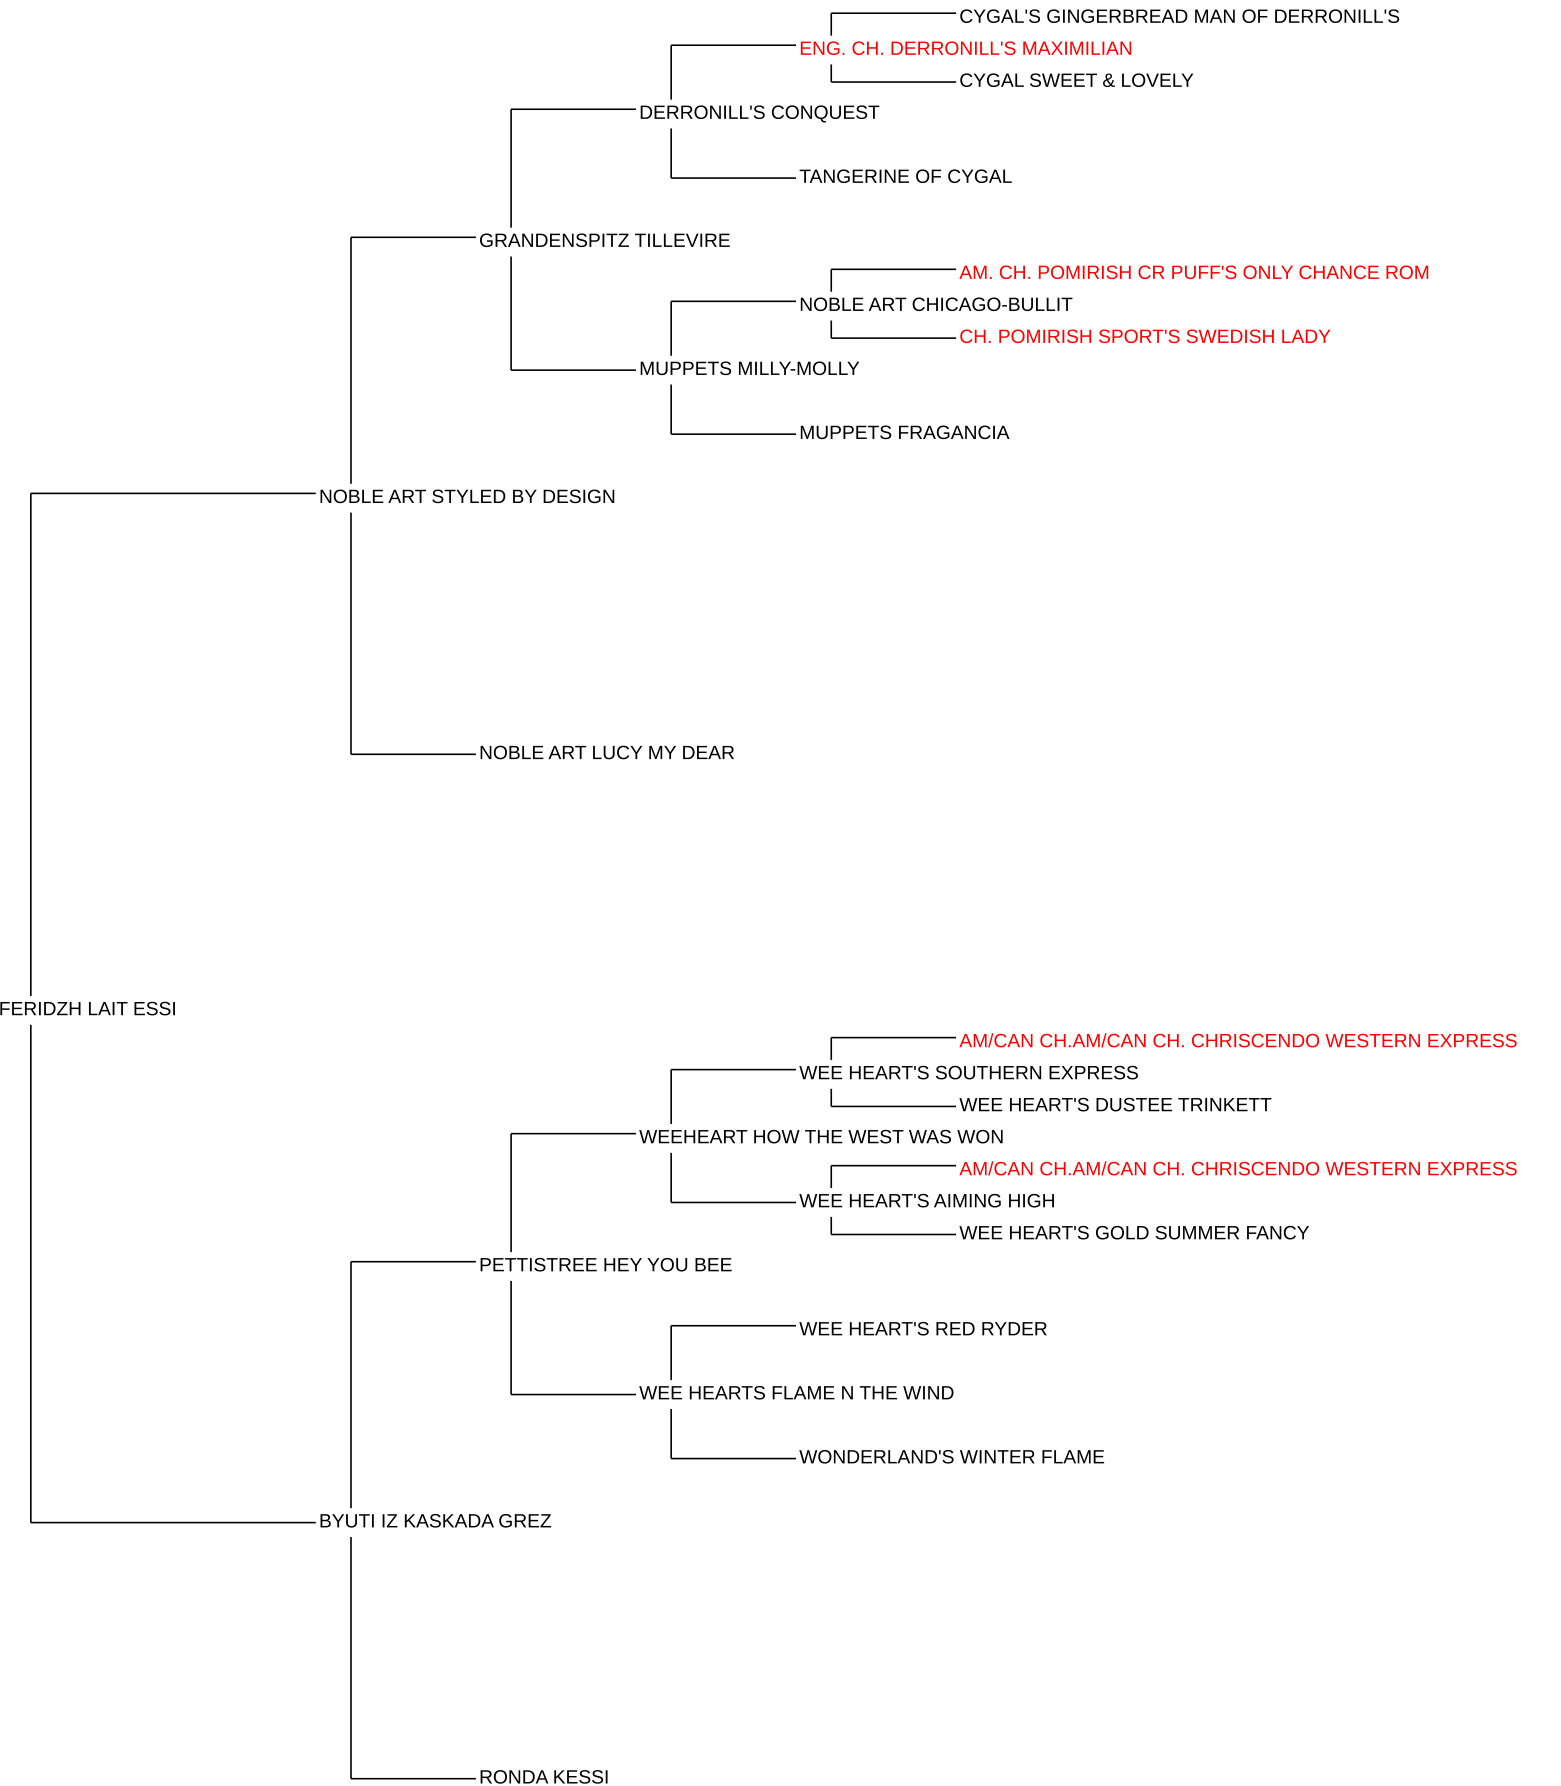 CYGAL'S GINGERBREAD MAN OF DERRONILL'S
ENG. CH. DERRONILL'S MAXIMILIAN
CYGAL SWEET & LOVELY
DERRONILL'S CONQUEST
TANGERINE OF CYGAL
GRANDENSPITZ TILLEVIRE
AM. CH. POMIRISH CR PUFF'S ONLY CHANCE ROM
NOBLE ART CHICAGO-BULLIT
CH. POMIRISH SPORT'S SWEDISH LADY
MUPPETS MILLY-MOLLY
MUPPETS FRAGANCIA
NOBLE ART STYLED BY DESIGN
NOBLE ART LUCY MY DEAR
FERIDZH LAIT ESSI
AM/CAN CH.AM/CAN CH. CHRISCENDO WESTERN EXPRESS
WEE HEART'S SOUTHERN EXPRESS
WEE HEART'S DUSTEE TRINKETT
WEEHEART HOW THE WEST WAS WON
AM/CAN CH.AM/CAN CH. CHRISCENDO WESTERN EXPRESS
WEE HEART'S AIMING HIGH
WEE HEART'S GOLD SUMMER FANCY
PETTISTREE HEY YOU BEE
WEE HEART'S RED RYDER
WEE HEARTS FLAME N THE WIND
WONDERLAND'S WINTER FLAME
BYUTI IZ KASKADA GREZ
RONDA KESSI